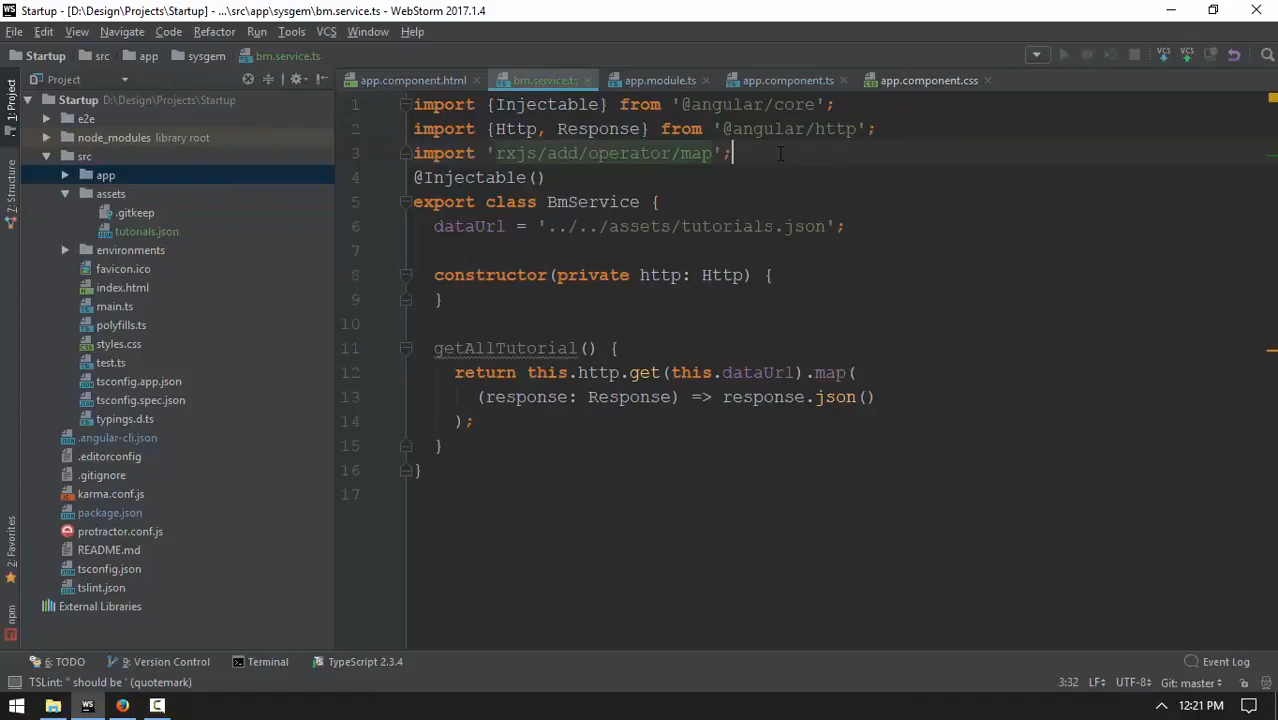 Startup - [D:\Design\Projects\Startup] - ...\src\app\sysgem\bm.service.ts - WebStorm 2017.1.4
File Edit View Navigate Code Refactor Run Tools VCS Window Help
Startup src app sysgem bm.service.ts
Project
app.component.html bm.service.ts app.module.ts app.component.ts app.component.css
1: Project
7: Structure
2: Favorites
npm
Startup D:\Design\Projects\Startup
e2e
node_modules library root
src
app
assets
.gitkeep
tutorials.json
environments
favicon.ico
index.html
main.ts
polyfills.ts
styles.css
test.ts
tsconfig.app.json
tsconfig.spec.json
typings.d.ts
.angular-cli.json
.editorconfig
.gitignore
karma.conf.js
package.json
protractor.conf.js
README.md
tsconfig.json
tslint.json
External Libraries
1 import {Injectable} from '@angular/core';
2 import {Http, Response} from '@angular/http';
3 import 'rxjs/add/operator/map';
4 @Injectable()
5 export class BmService {
6 dataUrl = '../../assets/tutorials.json';
7
8 constructor(private http: Http) {
9 }
10
11 getAllTutorial() {
12 return this.http.get(this.dataUrl).map(
13 (response: Response) => response.json()
14 );
15 }
16 }
17
6: TODO 9: Version Control Terminal TypeScript 2.3.4 Event Log
TSLint: " should be ' (quotemark) 3:32 LF÷ UTF-8÷ Git: master÷
WS 12:21 PM